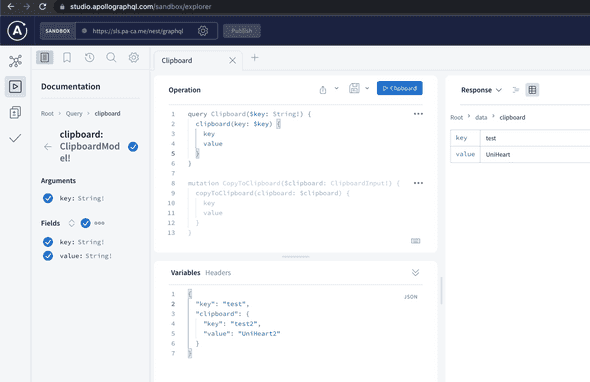 studio.apollographql.com/sandbox/explorer
SANDBOX
https://sls.pa-ca.me/nest/graphql
Publish
Documentation
Root > Query > clipboard
clipboard:
ClipboardMod
el!
Arguments
key: String!
Fields
key: String!
value: String!
Clipboard
Operation
Clipboard
1 query Clipboard($key: String!) {
2 clipboard(key: $key) {
3 key
4 value
5 }
6 }
7
8 mutation CopyToClipboard($clipboard: ClipboardInput!) {
9 copyToClipboard(clipboard: $clipboard) {
10 key
11 value
12 }
13 }
Variables Headers
JSON
1 {
2 "key": "test",
3 "clipboard": {
4 "key": "test2",
5 "value": "UniHeart2"
6 }
7 }
Response
Root > data > clipboard
key test
value UniHeart